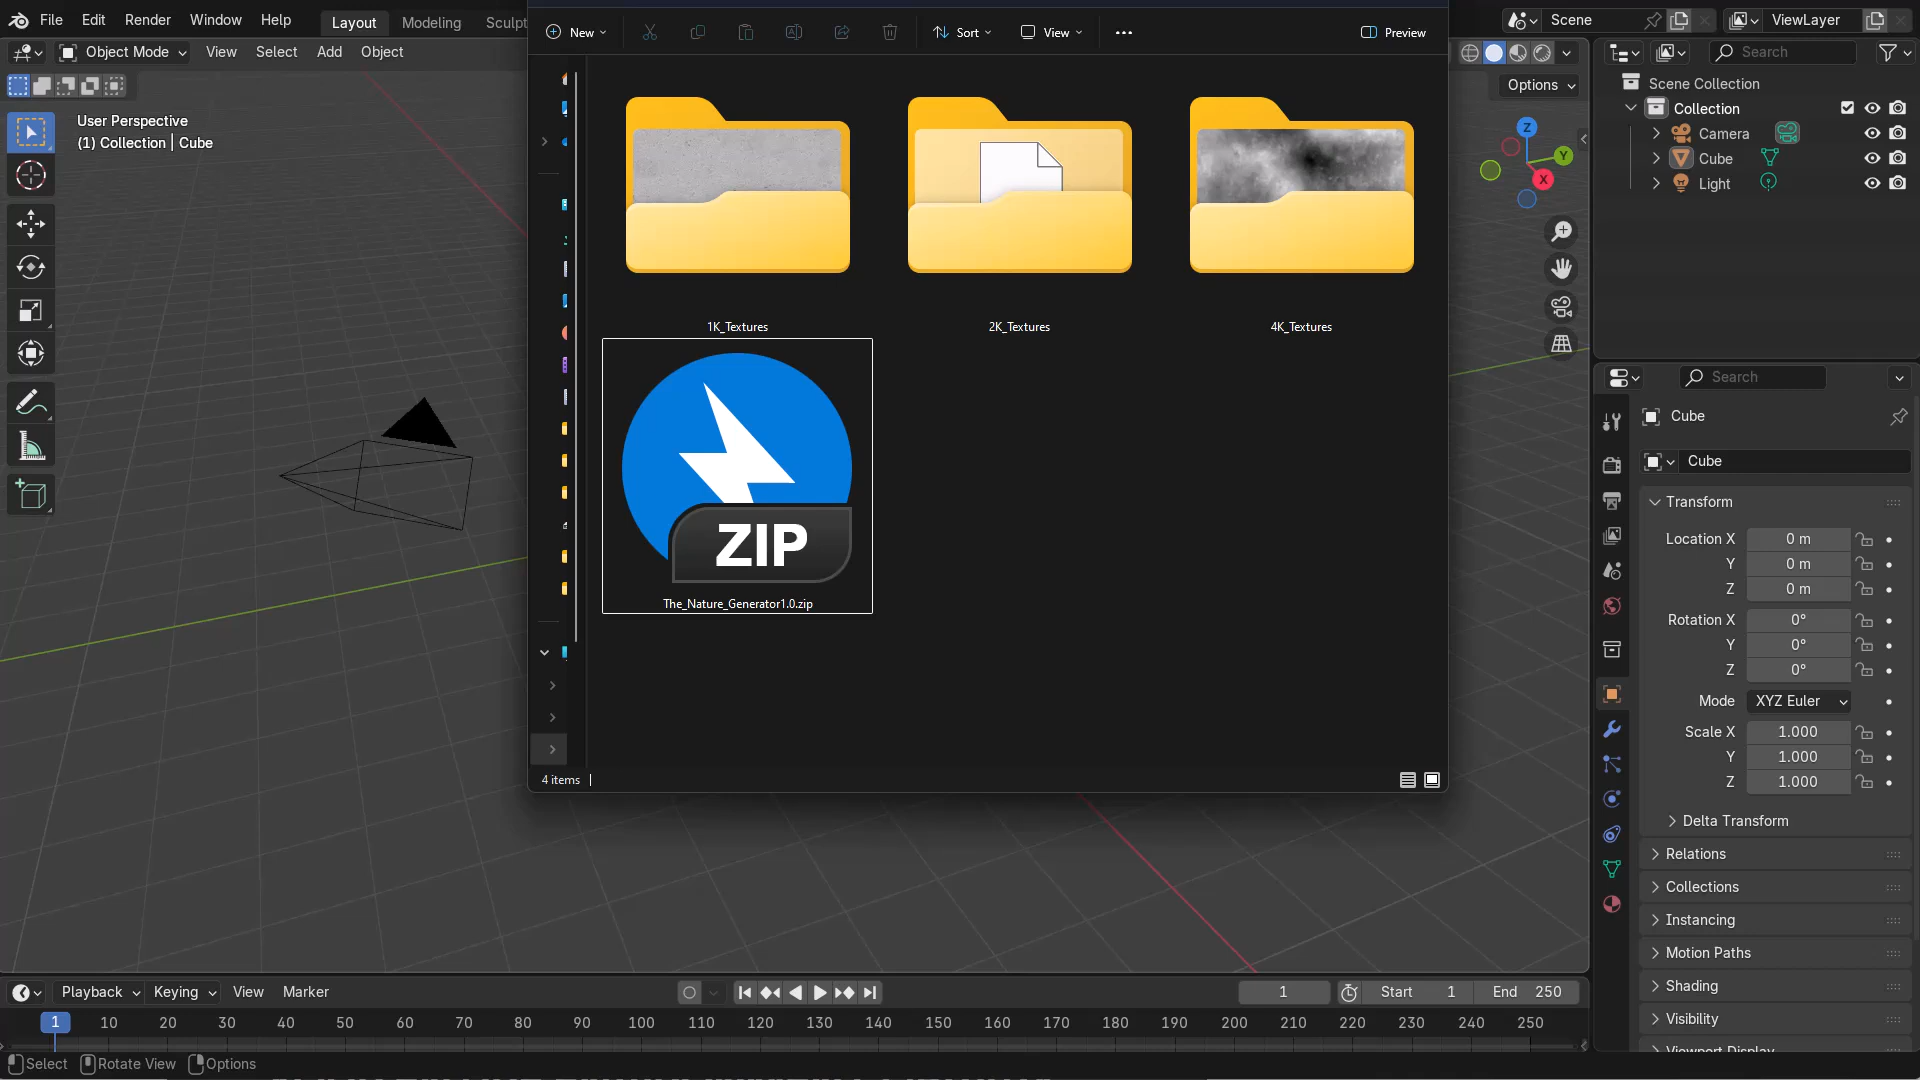 File Edit Render Window Help Layout Modeling Sculpt
Scene ViewLayer
Object Mode View Select Add Object
New Sort View Preview
Search
Options
User Perspective
(1) Collection | Cube
Scene Collection
Collection
Camera
Cube
Light
Z
Y
X
1K_Textures 2K_Textures 4K_Textures
ZIP
The_Nature_Generator1.0.zip
4 items
Search
Cube
Cube
Transform
Location X 0 m
Y 0 m
Z 0 m
Rotation X 0°
Y 0°
Z 0°
Mode XYZ Euler
Scale X 1.000
Y 1.000
Z 1.000
Delta Transform
Relations
Collections
Instancing
Motion Paths
Shading
Visibility
Viewport Display
Playback Keying View Marker 1 Start 1 End 250
1 10 20 30 40 50 60 70 80 90 100 110 120 130 140 150 160 170 180 190 200 210 220 230 240 250
Select Rotate View Options